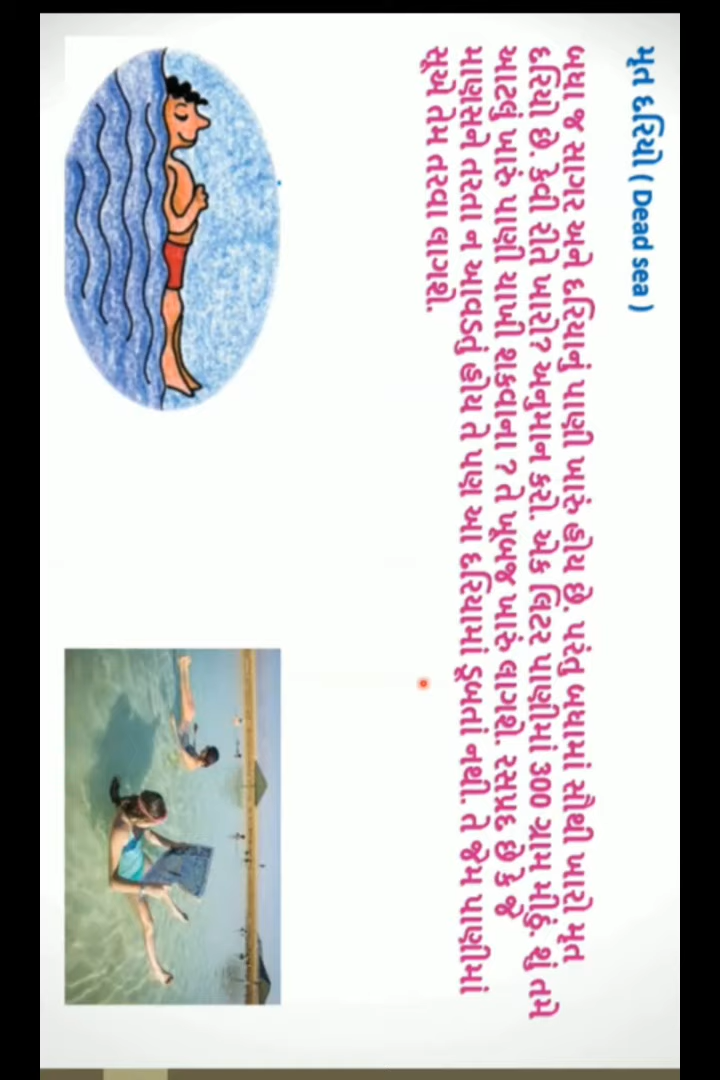 મૃત દરિયો ( Dead sea )
બધા જ સાગર અને દરિયાનું પાણી ખારું હોય છે. પરંતુ બધામાં સૌથી ખારો મૃત
દરિયો છે. કેવી રીતે ખારો? અનુમાન કરો. એક લિટર પાણીમાં 300 ગ્રામ મીઠું. શું તમે
આટલું ખારું પાણી ચાખી શકવાના ? તે ખૂબજ ખારું લાગશે. રસપ્રદ છે કે જે
માણસને તરતા ન આવડતું હોય તે પણ આ દરિયામાં ડૂબતાં નથી. તે જેમ પાણીમાં
સૂએ તેમ તરવા લાગશે.